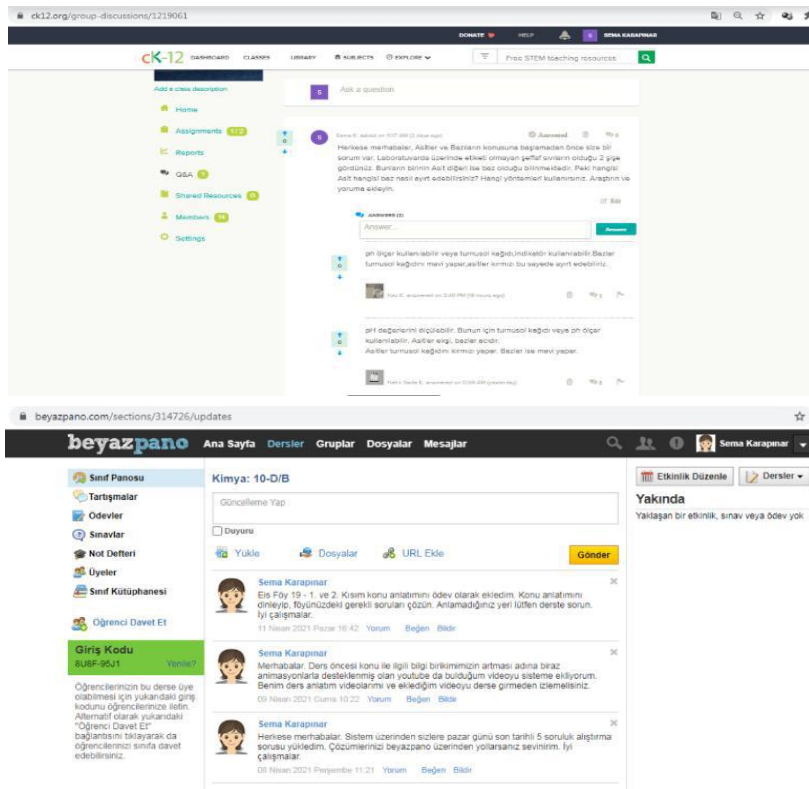 ck12.org/group-discussions/1219061
DONATE HELP S SEMA KARAPINAR
cK-12 DASHBOARD CLASSES LIBRARY SUBJECTS EXPLORE Free STEM teaching resources
Add a class description
Home
Assignments
Reports
Q&A
Shared Resources
Members
Settings
S Ask a question
S
0
Answered
Herkese merhabalar, Asitler ve Bazların konusuna başlamadan önce size bir
sorum var, Laboratuvarda üzerinde etiketi olmayan şeffaf sıvıların olduğu 2 şişe
gördünüz. Bunların birinin Asit diğeri ise baz olduğu bilinmektedir. Peki hangisi
Asit hangisi baz nasıl ayırt edebilirsiniz? Hangi yöntemleri kullanırsınız. Araştırın ve
yoruma ekleyin.
Edit
ANSWERS (2)
Answer...
Answer
0
ph ölçer kullanılabilir veya turnusol kağıdı,indikatör kullanılabilir.Bazlar
turnusol kağıdını mavi yapar,asitler kırmızı bu sayede ayırt edebiliriz.
0
pH değerlerini ölçülebilir. Bunun için turnusol kağıdı veya ph ölçer
kullanılabilir. Asitler ekşi, bazlar acıdır.
Asitler turnusol kağıdını kırmızı yapar. Bazlar ise mavi yapar.
beyazpano.com/sections/314726/updates
beyazpano Ana Sayfa Dersler Gruplar Dosyalar Mesajlar Sema Karapınar
Sınıf Panosu
Tartışmalar
Ödevler
Sınavlar
Not Defteri
Üyeler
Sınıf Kütüphanesi
Öğrenci Davet Et
Giriş Kodu
8U8F-95J1 Yenile?
Öğrencilerinizin bu derse üye
olabilmesi için yukarıdaki giriş
kodunu öğrencilerinize iletin.
Alternatif olarak yukarıdaki
"Öğrenci Davet Et"
bağlantısını tıklayarak da
öğrencilerinizi sınıfa davet
edebilirsiniz.
Kimya: 10-D/B
Güncelleme Yap
Duyuru
Yükle Dosyalar URL Ekle Gönder
Sema Karapınar
Eis Föy 19 - 1. ve 2. Kısım konu anlatımını ödev olarak ekledim. Konu anlatımını
dinleyip, föyünüzdeki gerekli soruları çözün. Anlamadığınız yeri lütfen derste sorun.
İyi çalışmalar.
11 Nisan 2021 Pazar 16:42 Yorum Beğen Bildir
Sema Karapınar
Merhabalar. Ders öncesi konu ile ilgili bilgi birikimimizin artması adına biraz
animasyonlarla desteklenmiş olan youtube da bulduğum videoyu sisteme ekliyorum.
Benim ders anlatım videolarımı ve eklediğim videoyu derse girmeden izlemelisiniz.
09 Nisan 2021 Cuma 10:22 Yorum Beğen Bildir
Sema Karapınar
Herkese merhabalar. Sistem üzerinden sizlere pazar günü son tarihli 5 soruluk alıştırma
sorusu yükledim. Çözümlerinizi beyazpano üzerinden yollarsanız sevinirim. İyi
çalışmalar.
08 Nisan 2021 Perşembe 11:21 Yorum Beğen Bildir
Etkinlik Düzenle Dersler
Yakında
Yaklaşan bir etkinlik, sınav veya ödev yok